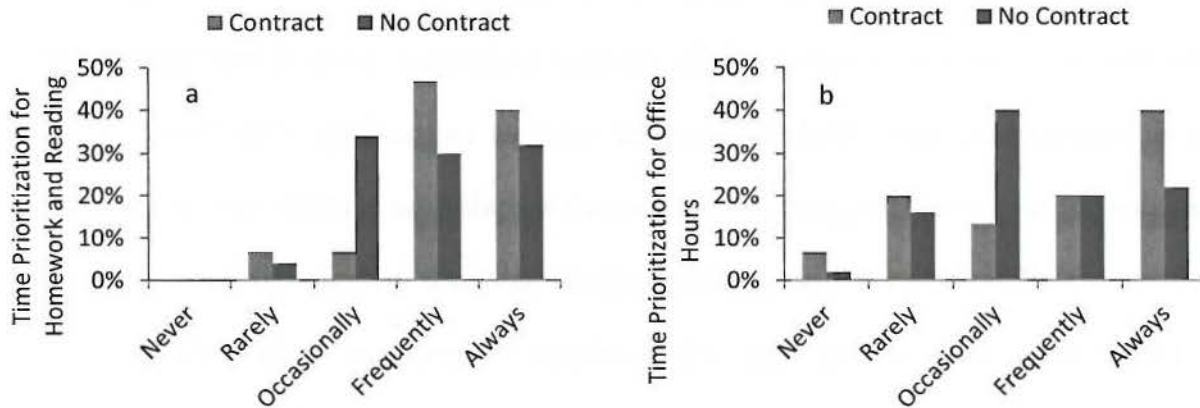 Contract No Contract
Time Prioritization for
Homework and Reading
a
50%
40%
30%
20%
10%
0%
Never
Rarely
Occasionally
Frequently
Always
Contract No Contract
Time Prioritization for Office
Hours
b
50%
40%
30%
20%
10%
0%
Never
Rarely
Occasionally
Frequently
Always